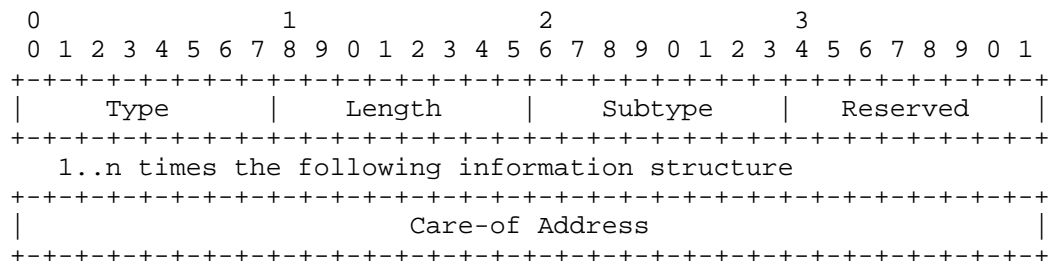 0               1               2               3
 0 1 2 3 4 5 6 7 8 9 0 1 2 3 4 5 6 7 8 9 0 1 2 3 4 5 6 7 8 9 0 1
+-+-+-+-+-+-+-+-+-+-+-+-+-+-+-+-+-+-+-+-+-+-+-+-+-+-+-+-+-+-+-+-+
|     Type      |    Length     |    Subtype    |   Reserved    |
+-+-+-+-+-+-+-+-+-+-+-+-+-+-+-+-+-+-+-+-+-+-+-+-+-+-+-+-+-+-+-+-+
   1..n times the following information structure
+-+-+-+-+-+-+-+-+-+-+-+-+-+-+-+-+-+-+-+-+-+-+-+-+-+-+-+-+-+-+-+-+
|                        Care-of Address                        |
+-+-+-+-+-+-+-+-+-+-+-+-+-+-+-+-+-+-+-+-+-+-+-+-+-+-+-+-+-+-+-+-+